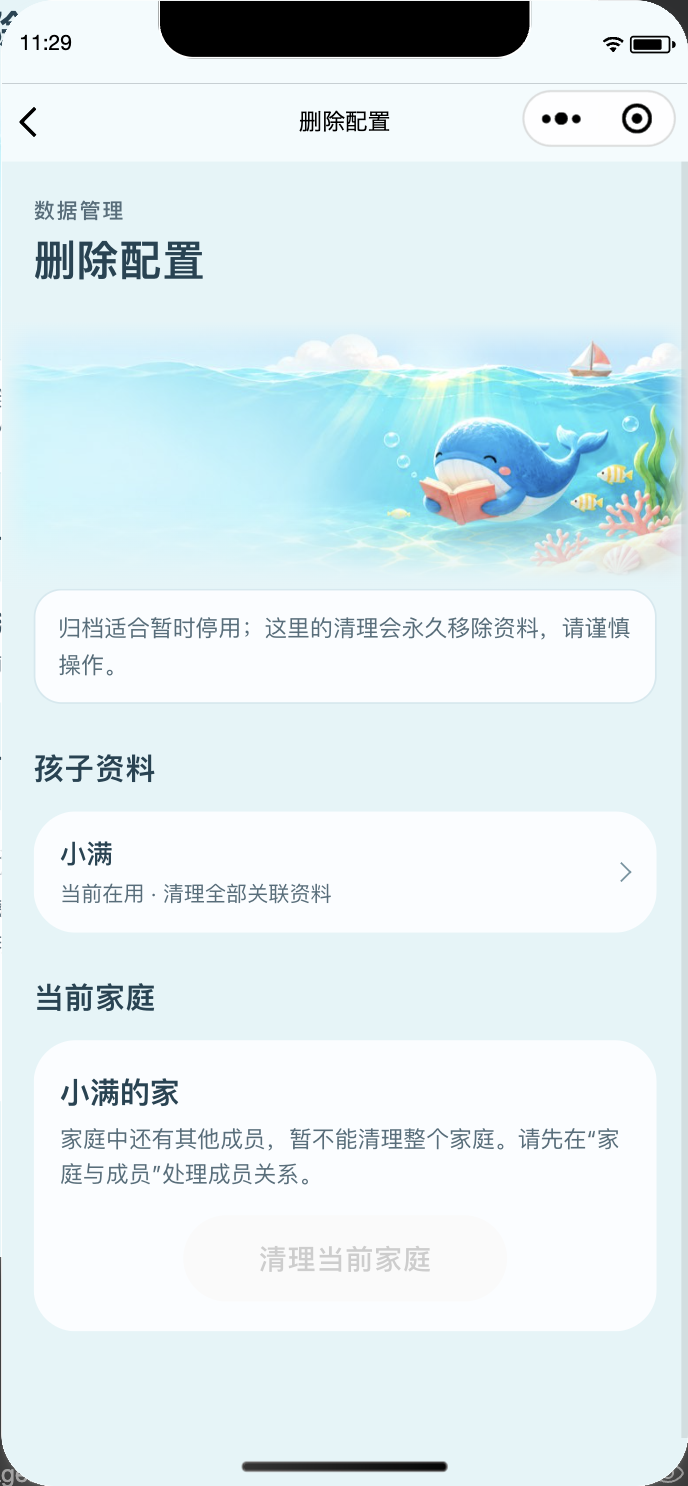 11:29
删除配置
数据管理
删除配置
归档适合暂时停用；这里的清理会永久移除资料，请谨慎
操作。
孩子资料
小满
当前在用 · 清理全部关联资料
当前家庭
小满的家
家庭中还有其他成员，暂不能清理整个家庭。请先在“家
庭与成员”处理成员关系。
清理当前家庭